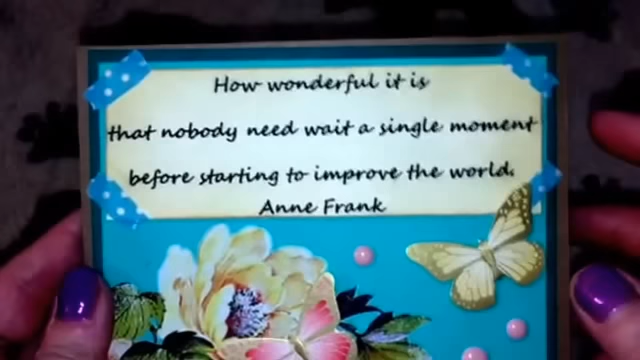 How wonderful it is
that nobody need wait a single moment
before starting to improve the world.
Anne Frank